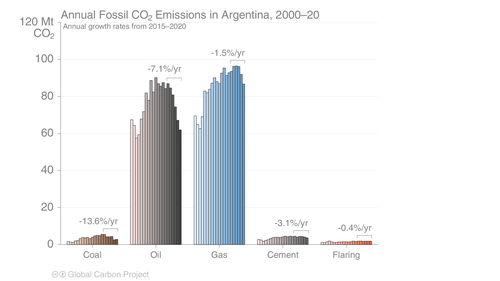 Annual Fossil CO₂ Emissions in Argentina, 2000–20
Annual growth rates from 2015–2020
120 Mt
CO₂
100
80
60
40
20
0
-13.6%/yr
-7.1%/yr
-1.5%/yr
-3.1%/yr
-0.4%/yr
Coal
Oil
Gas
Cement
Flaring
Global Carbon Project